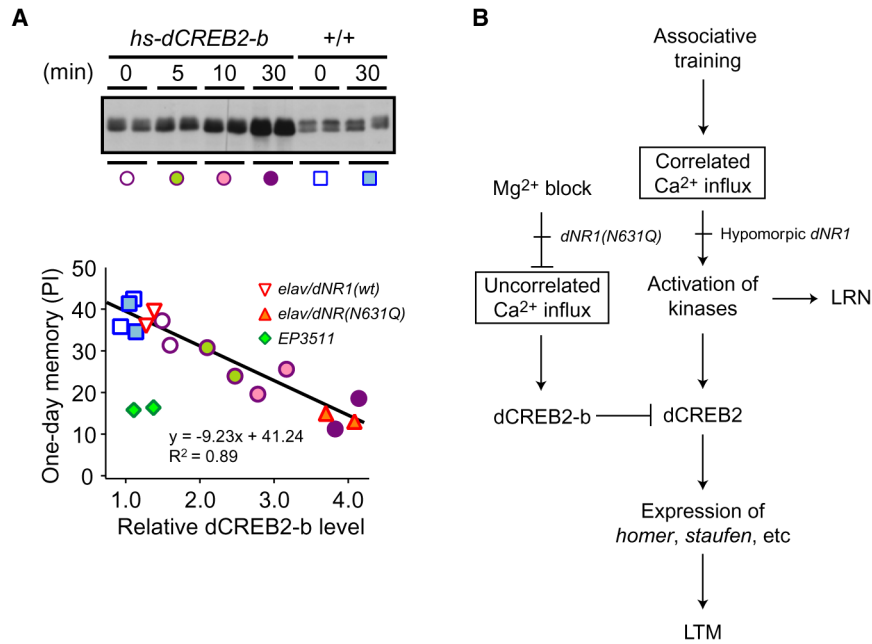 A
hs-dCREB2-b
+/+
(min)
0
5
10
30
0
30
One-day memory (PI)
50
40
30
20
10
0
elav/dNR1(wt)
elav/dNR(N631Q)
EP3511
y = -9.23x + 41.24
R² = 0.89
1.0
2.0
3.0
4.0
Relative dCREB2-b level
B
Associative
training
Correlated
Ca²⁺ influx
Mg²⁺ block
dNR1(N631Q)
Hypomorpic dNR1
Uncorrelated
Ca²⁺ influx
Activation of
kinases
LRN
dCREB2-b
dCREB2
Expression of
homer, staufen, etc
LTM